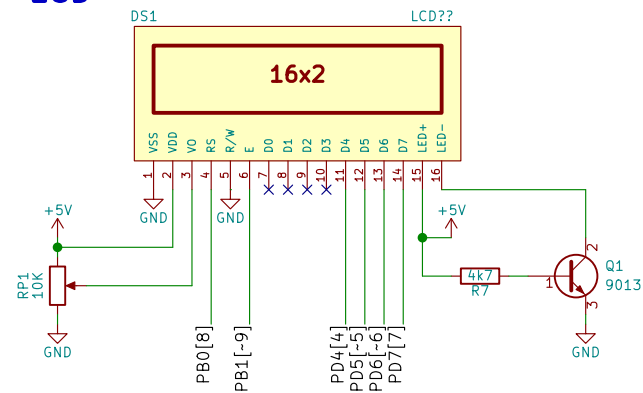 LCD
DS1
LCD??
16x2
VSS
VDD
VO
RS
R/W
E
D0
D1
D2
D3
D4
D5
D6
D7
LED+
LED-
1
2
3
4
5
6
7
8
9
10
11
12
13
14
15
16
GND
GND
+5V
+5V
RP1
10K
GND
4k7
R7
1
2
3
Q1
9013
GND
PB0[8]
PB1[~9]
PD4[4]
PD5[~5]
PD6[~6]
PD7[7]